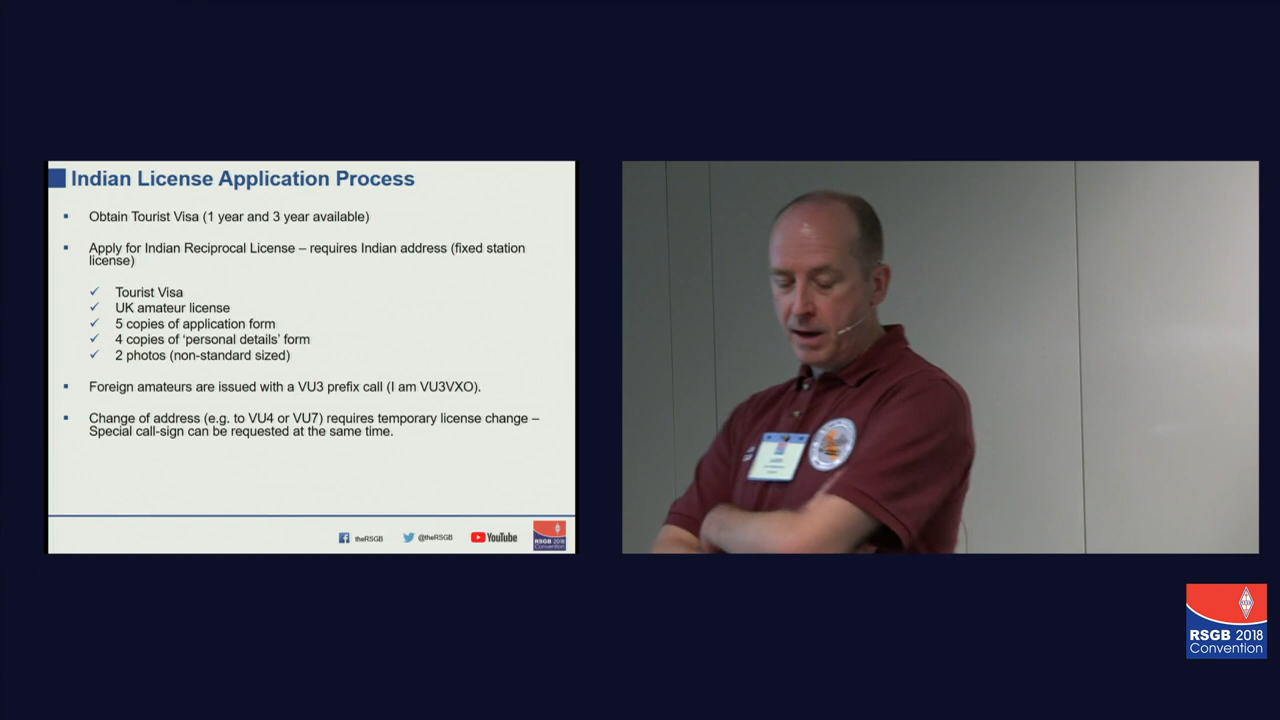 Indian License Application Process
Obtain Tourist Visa (1 year and 3 year available)
Apply for Indian Reciprocal License – requires Indian address (fixed station
license)
Tourist Visa
UK amateur license
5 copies of application form
4 copies of 'personal details' form
2 photos (non-standard sized)
Foreign amateurs are issued with a VU3 prefix call (I am VU3VXO).
Change of address (e.g. to VU4 or VU7) requires temporary license change –
Special call-sign can be requested at the same time.
theRSGB
@theRSGB
YouTube
RSGB 2018
Convention
RSGB 2018
Convention